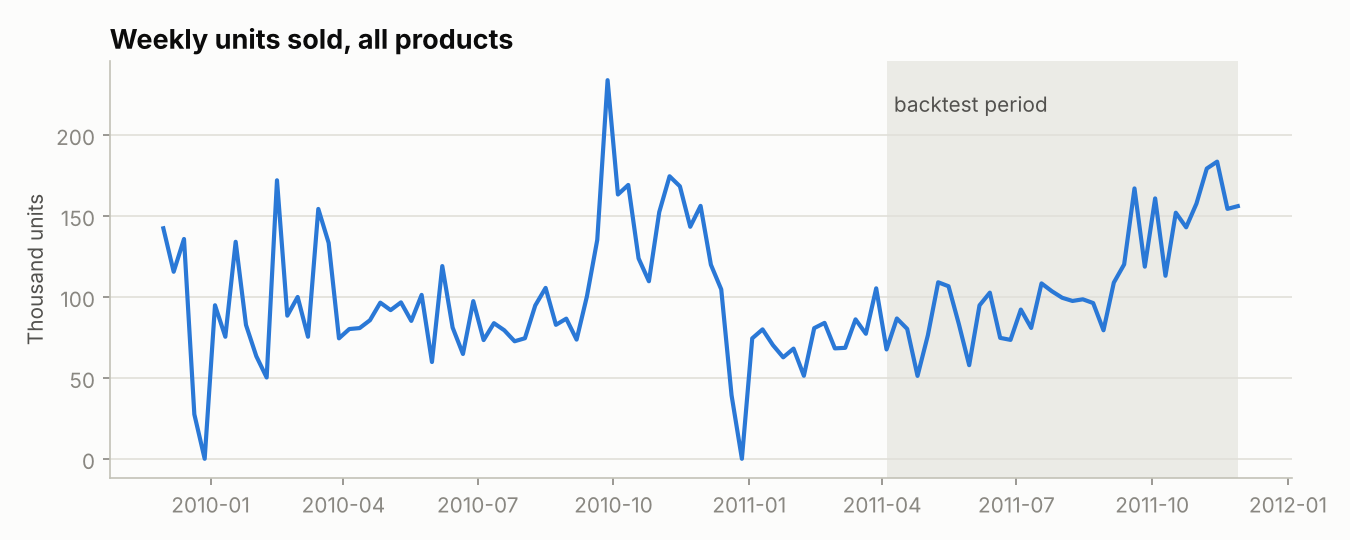 Weekly units sold, all products
backtest period
Thousand units
200
150
100
50
0
2010-01 2010-04 2010-07 2010-10 2011-01 2011-04 2011-07 2011-10 2012-01